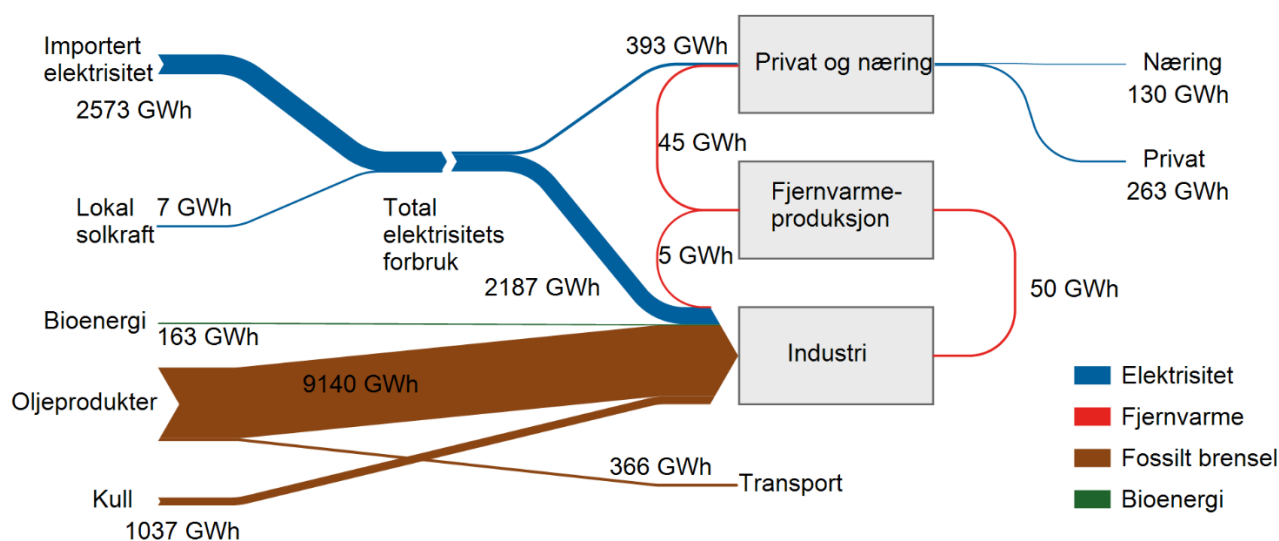 Importert
elektrisitet
2573 GWh
393 GWh
Privat og næring
Næring
130 GWh
45 GWh
Privat
263 GWh
Lokal
solkraft
7 GWh
Total
elektrisitets
forbruk
Fjernvarme-
produksjon
5 GWh
2187 GWh
50 GWh
Bioenergi
163 GWh
Industri
9140 GWh
Oljeprodukter
366 GWh
Transport
Kull
1037 GWh
Elektrisitet
Fjernvarme
Fossilt brensel
Bioenergi